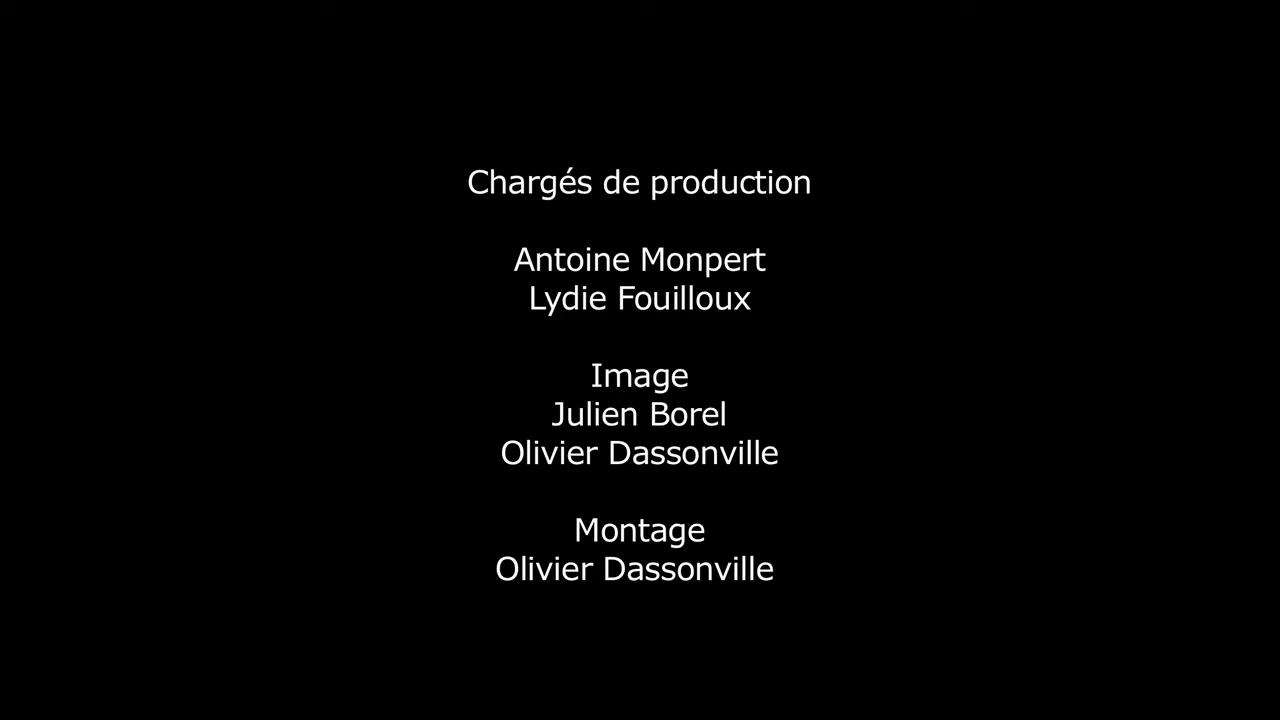 Chargés de production
Antoine Monpert
Lydie Fouilloux
Image
Julien Borel
Olivier Dassonville
Montage
Olivier Dassonville